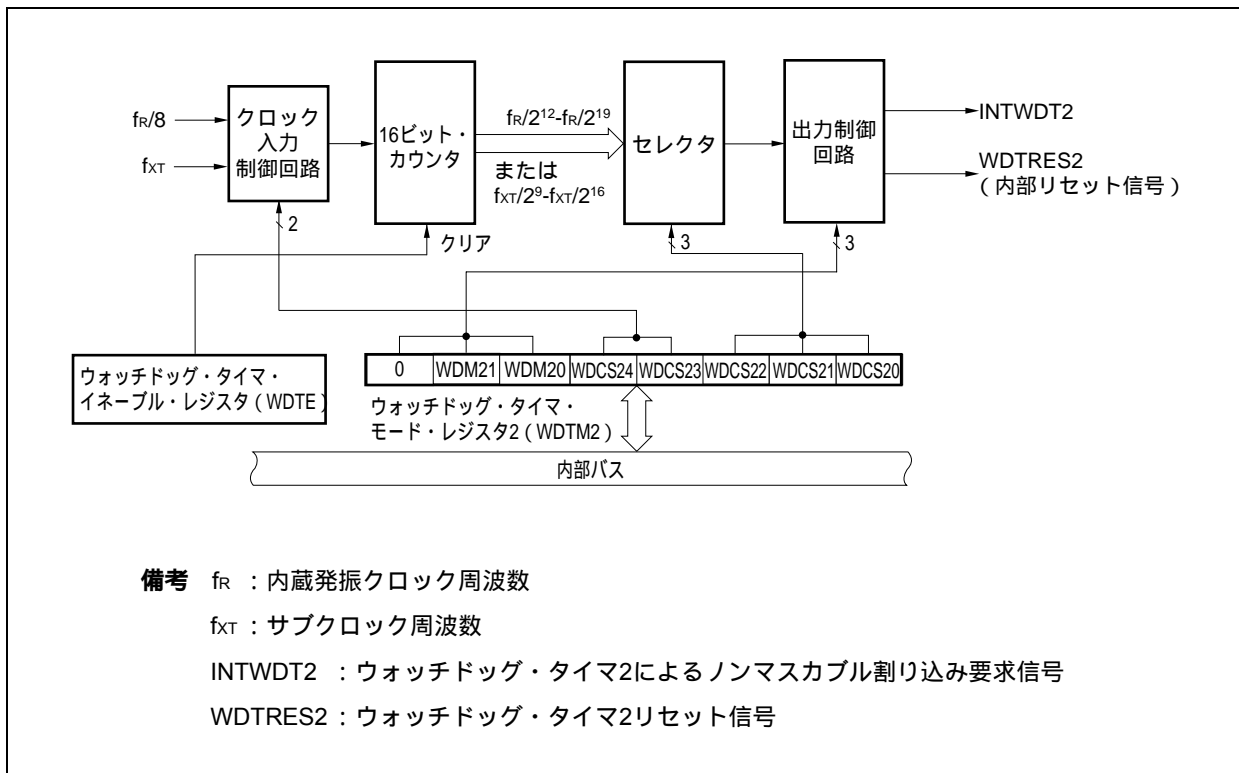 fR/8
fXT
クロック
入力
制御回路
2
16ビット・
カウンタ
クリア
fR/2¹²-fR/2¹⁹
または
fXT/2⁹-fXT/2¹⁶
セレクタ
3
出力制御
回路
3
INTWDT2
WDTRES2
（内部リセット信号）
ウォッチドッグ・タイマ・
イネーブル・レジスタ（WDTE）
0 WDM21 WDM20 WDCS24 WDCS23 WDCS22 WDCS21 WDCS20
ウォッチドッグ・タイマ・
モード・レジスタ2（WDTM2）
内部バス
備考 fR ：内蔵発振クロック周波数
fXT ：サブクロック周波数
INTWDT2 ：ウォッチドッグ・タイマ2によるノンマスカブル割り込み要求信号
WDTRES2：ウォッチドッグ・タイマ2リセット信号